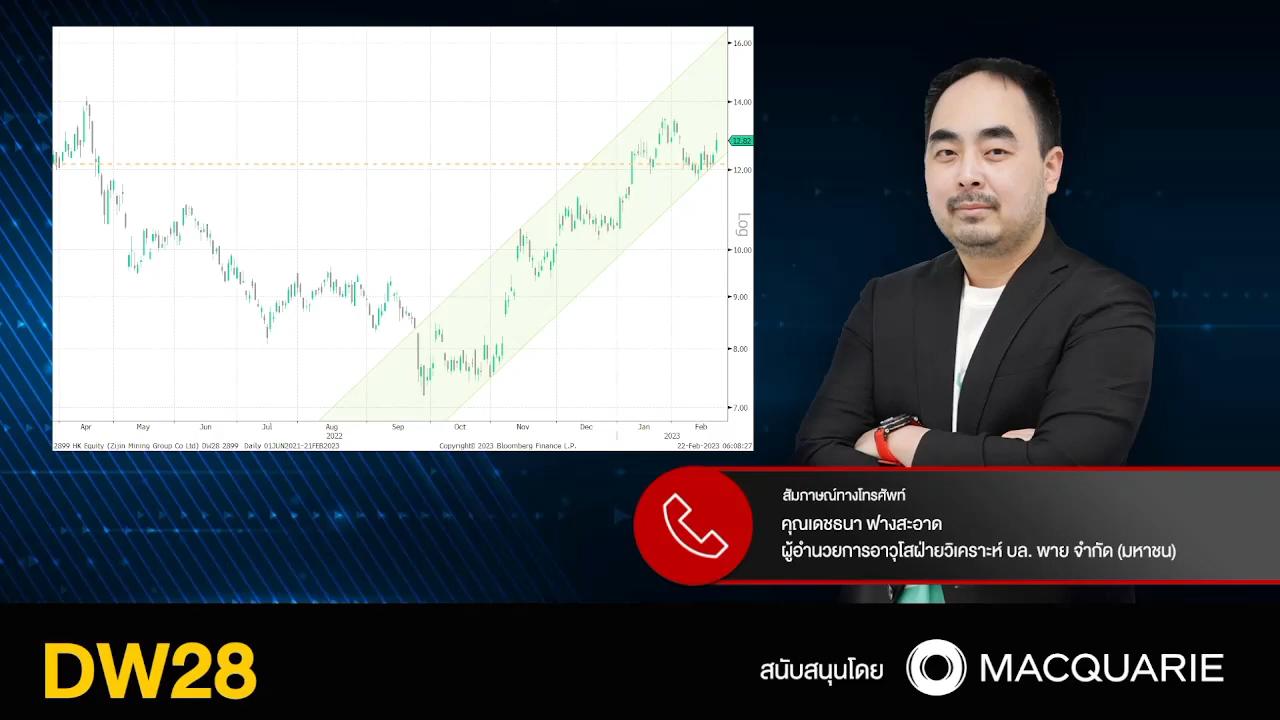 16.00
14.00
12.82
12.00
Log
10.00
9.00
8.00
7.00
Apr May Jun Jul Aug Sep Oct Nov Dec Jan Feb
2022 2023
2899 HK Equity (Zijin Mining Group Co Ltd) DW28 2899 Daily 01JUN2021-21FEB2023 Copyright© 2023 Bloomberg Finance L.P. 22-Feb-2023 06:08:27
สัมภาษณ์ทางโทรศัพท์
คุณเดชธนา ฟางสะอาด
ผู้อำนวยการอาวุโสฝ่ายวิเคราะห์ บล. พาย จำกัด (มหาชน)
DW28
สนับสนุนโดย MACQUARIE